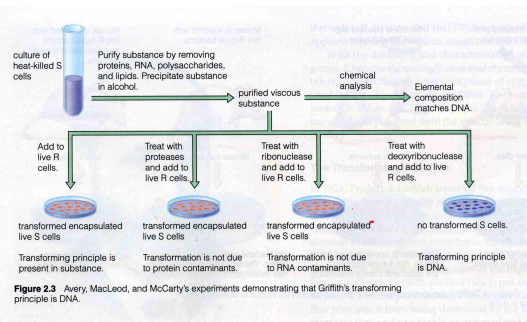 culture of
heat-killed S
cells
Purify substance by removing
proteins, RNA, polysaccharides,
and lipids. Precipitate substance
in alcohol.
purified viscous
substance
chemical
analysis
Elemental
composition
matches DNA.
Add to
live R
cells.
Treat with
proteases
and add to
live R cells.
Treat with
ribonuclease
and add to
live R cells.
Treat with
deoxyribonuclease
and add to live
R cells.
transformed encapsulated
live S cells
transformed encapsulated
live S cells
transformed encapsulated
live S cells
no transformed S cells.
Transforming principle is
present in substance.
Transformation is not due
to protein contaminants.
Transformation is not due
to RNA contaminants.
Transforming principle
is DNA.
Figure 2.3 Avery, MacLeod, and McCarty's experiments demonstrating that Griffith's transforming
principle is DNA.